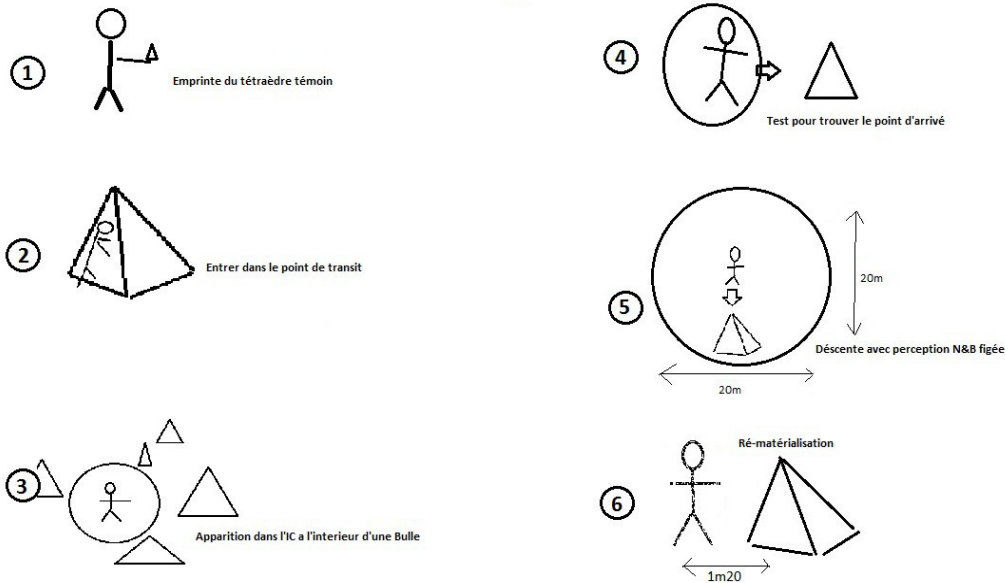 1
Emprinte du tétraèdre témoin
2
Entrer dans le point de transit
3
Apparition dans l'IC a l'interieur d'une Bulle
4
Test pour trouver le point d'arrivé
5
20m
Déscente avec perception N&B figée
20m
6
Ré-matérialisation
1m20